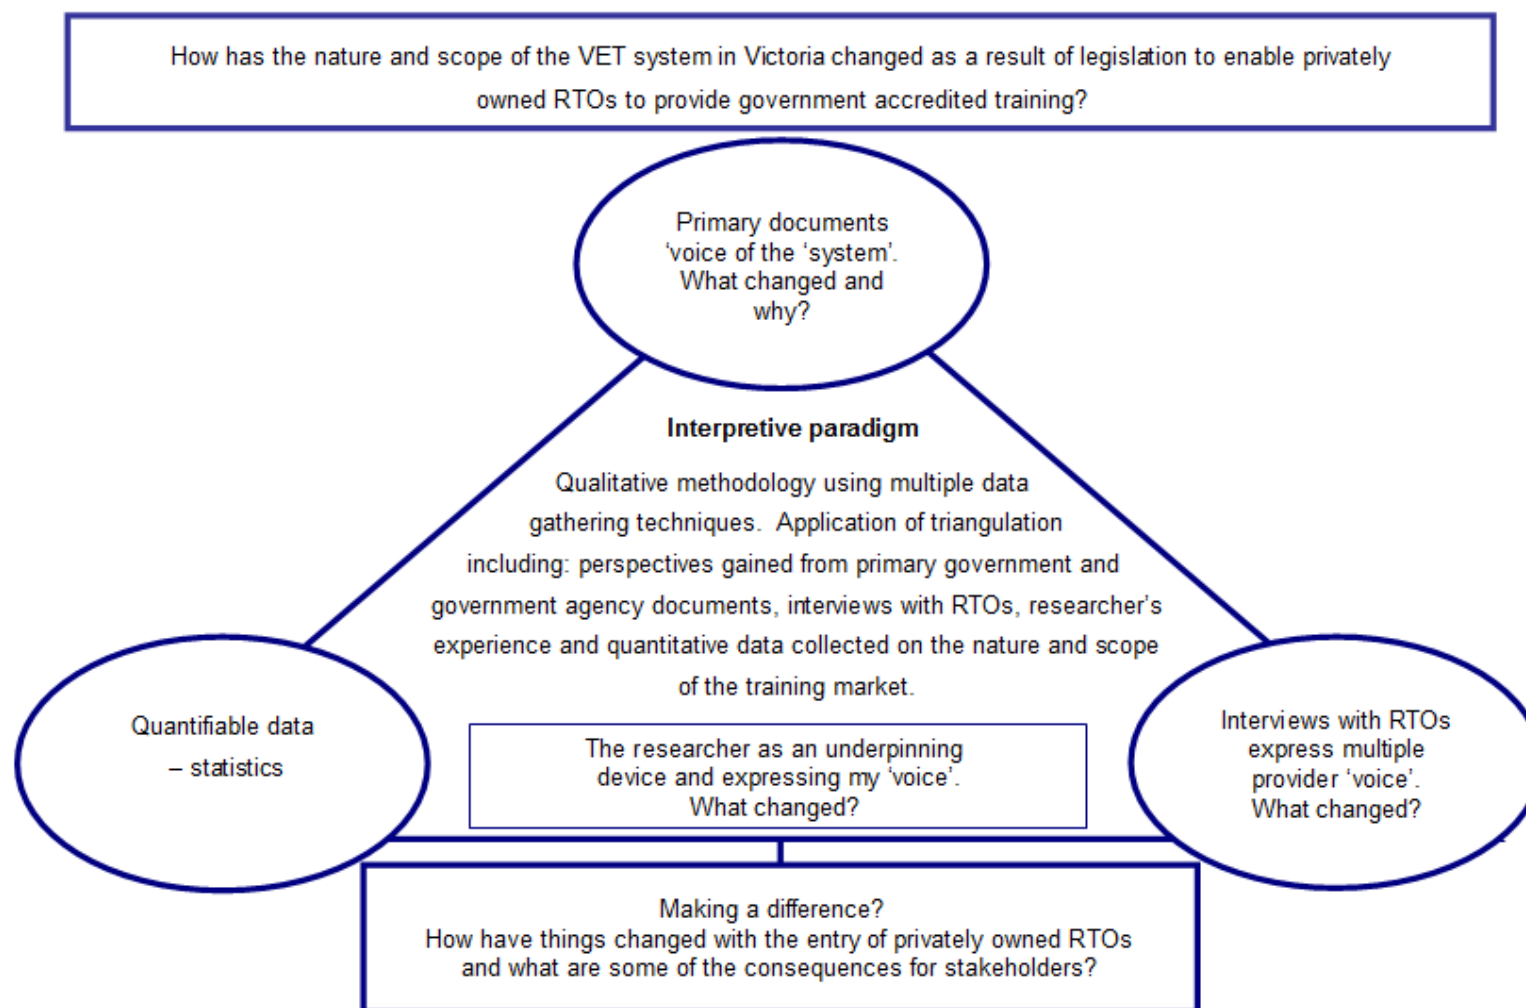 How has the nature and scope of the VET system in Victoria changed as a result of legislation to enable privately
owned RTOs to provide government accredited training?
Primary documents
‘voice of the ‘system’.
What changed and
why?
Interpretive paradigm
Qualitative methodology using multiple data
gathering techniques.  Application of triangulation
including: perspectives gained from primary government and
government agency documents, interviews with RTOs, researcher’s
experience and quantitative data collected on the nature and scope
of the training market.
Quantifiable data
– statistics
The researcher as an underpinning
device and expressing my ‘voice’.
What changed?
Interviews with RTOs
express multiple
provider ‘voice’.
What changed?
Making a difference?
How have things changed with the entry of privately owned RTOs
and what are some of the consequences for stakeholders?